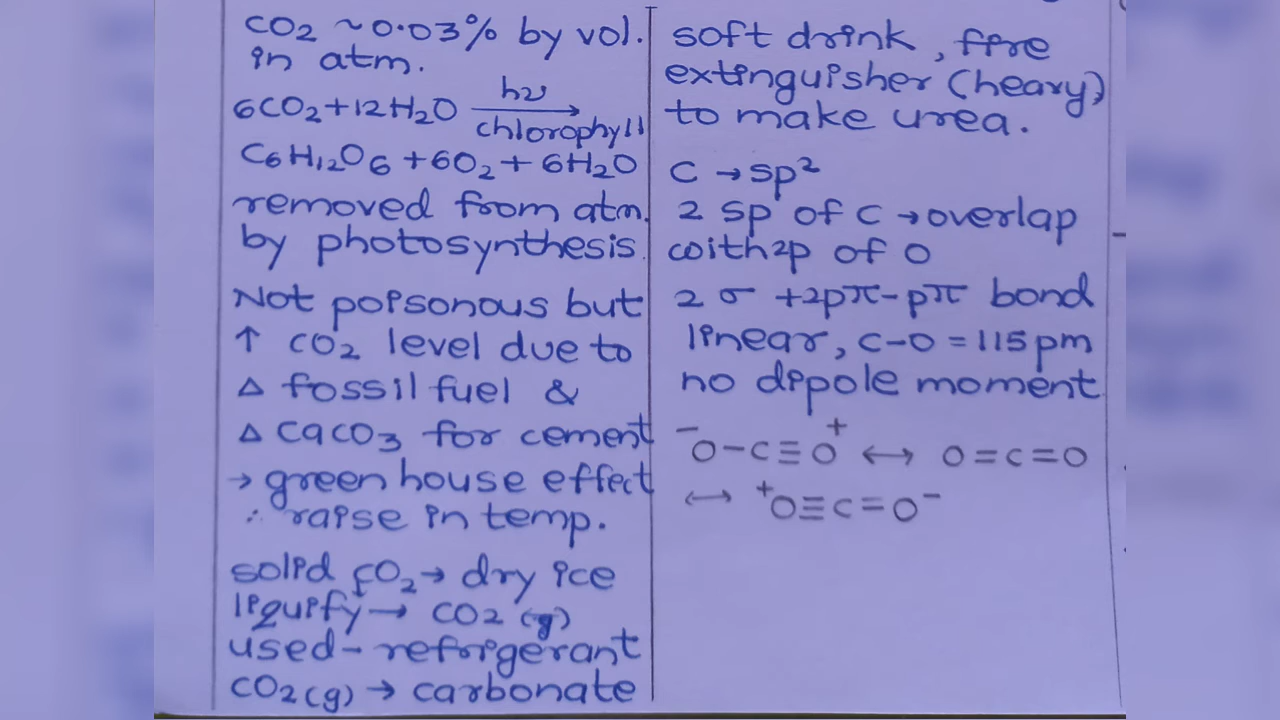 CO2 ~0.03% by vol.
in atm.
6CO2+12H2O hν→ chlorophyll
C6H12O6 +6O2 + 6H2O
removed from atm.
by photosynthesis.
Not poisonous but
↑ CO2 level due to
Δ fossil fuel &
Δ CaCO3 for cement
→ green house effect
∴ raise in temp.
solid CO2→ dry ice
liquify→ CO2 (g)
used- refrigerant
CO2(g) → carbonate
soft drink, fire
extinguisher (heavy)
to make urea.
C →sp2
2 sp of C →overlap
with 2p of O
2 σ +2pπ-pπ bond
linear, C-O = 115pm
no dipole moment
-O-C≡O+ ↔ O=C=O
↔ +O≡C=O-